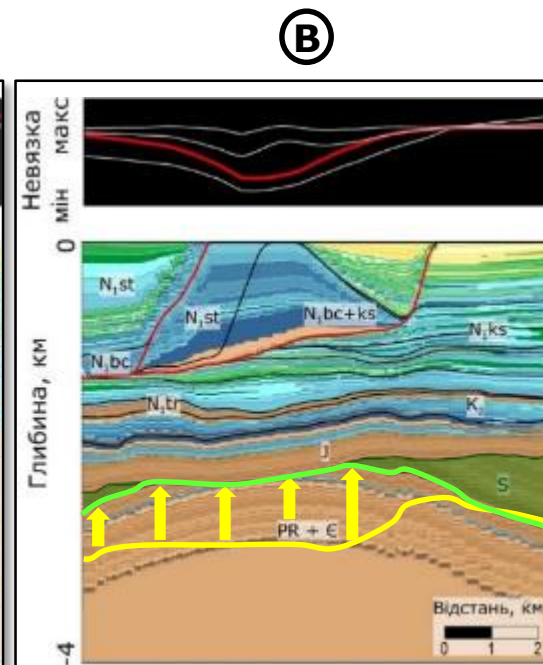 В
Невязка
мін макс
0
Глибина, км
-4
N₁st
N₁st
N₁bc+ks
N₁ks
N₁bc
N₁tr
K₂
J
S
PR + Є
Відстань, км
0 1 2